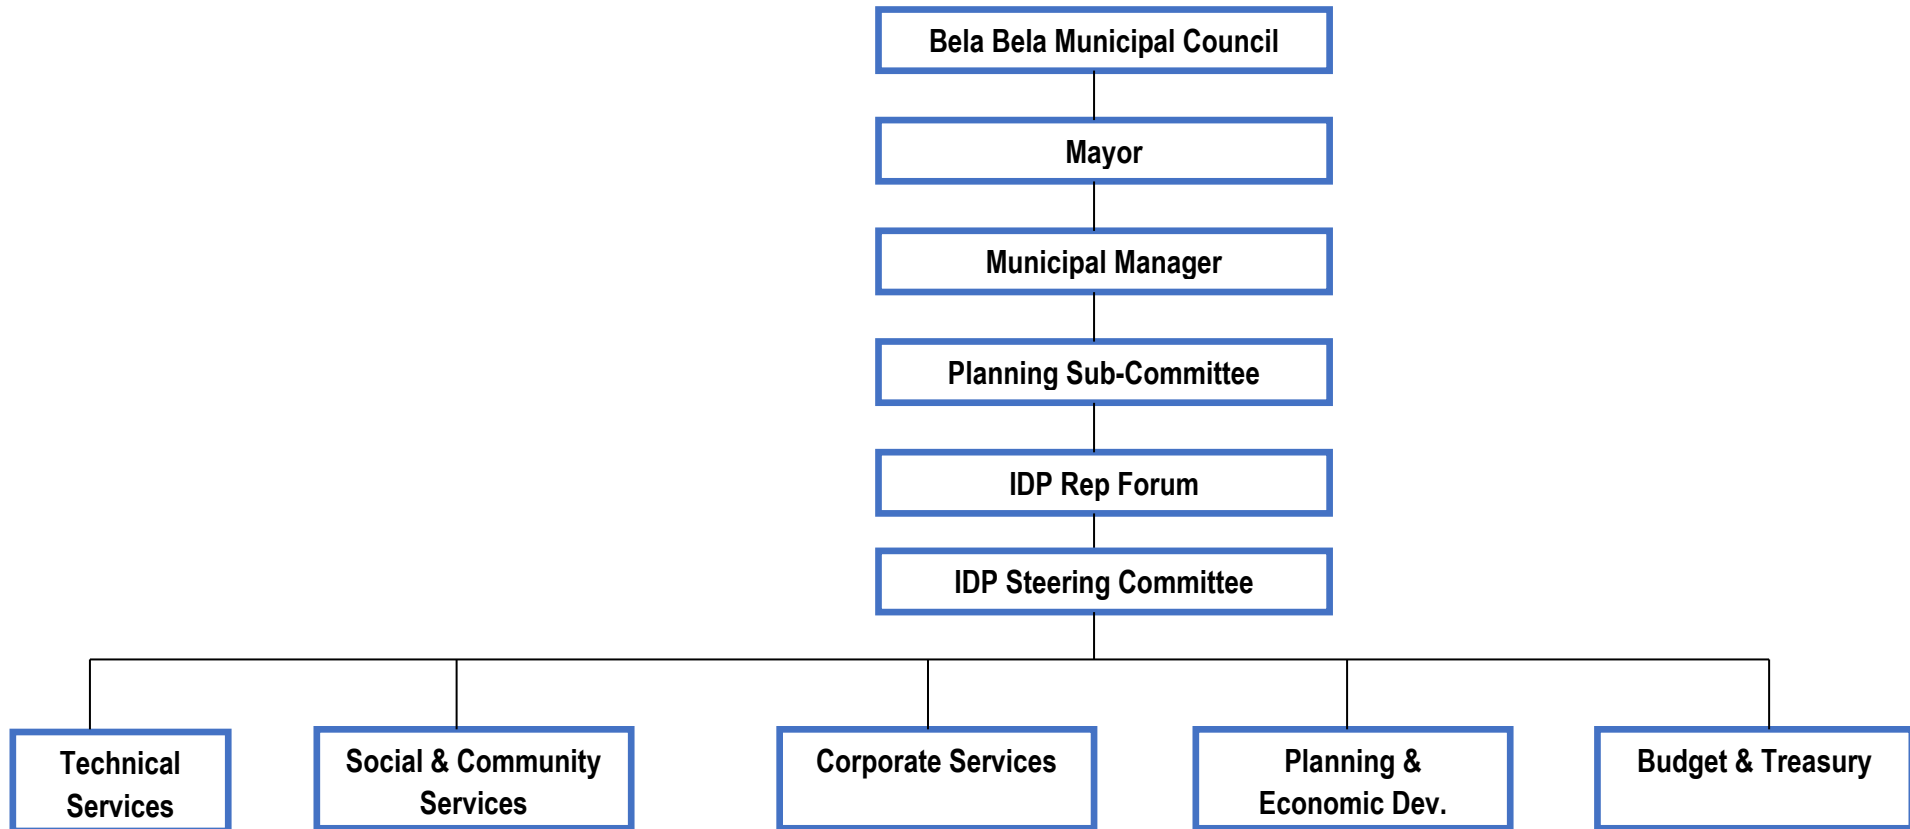 Bela Bela Municipal Council
Mayor
Municipal Manager
Planning Sub-Committee
IDP Rep Forum
IDP Steering Committee
Technical
Services
Social & Community
Services
Corporate Services
Planning &
Economic Dev.
Budget & Treasury